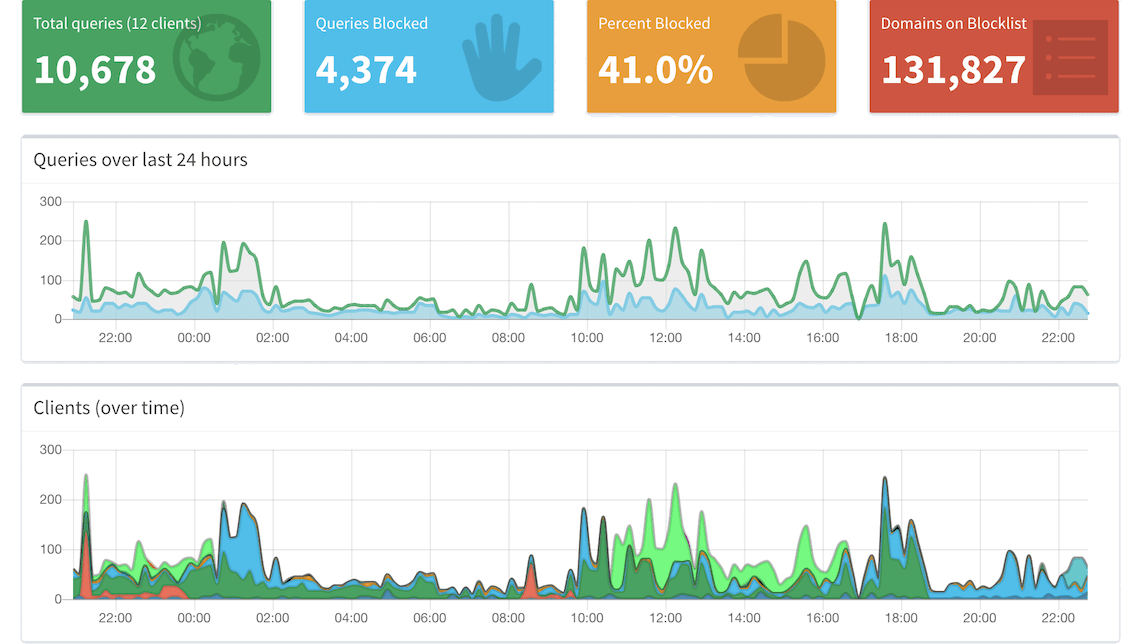 Total queries (12 clients) Queries Blocked Percent Blocked Domains on Blocklist
10,678 4,374 41.0% 131,827
Queries over last 24 hours
300
200
100
0
22:00 00:00 02:00 04:00 06:00 08:00 10:00 12:00 14:00 16:00 18:00 20:00 22:00
Clients (over time)
300
200
100
0
22:00 00:00 02:00 04:00 06:00 08:00 10:00 12:00 14:00 16:00 18:00 20:00 22:00